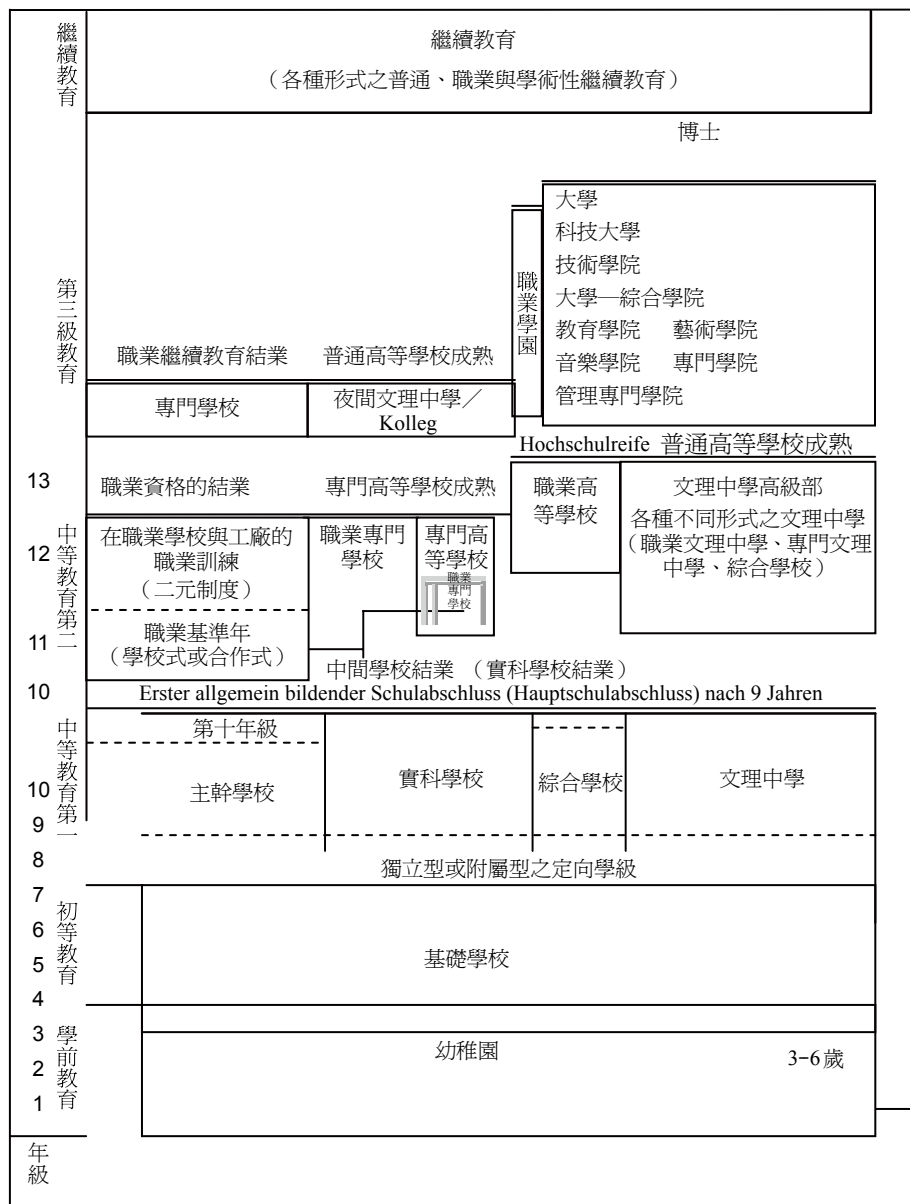 繼續教育
繼續教育
（各種形式之普通、職業與學術性繼續教育）
博士
第三級教育
職業學園
大學
科技大學
技術學院
大學—綜合學院
教育學院 藝術學院
音樂學院 專門學院
管理專門學院
職業繼續教育結業 普通高等學校成熟
專門學校
夜間文理中學／
Kolleg
Hochschulreife 普通高等學校成熟
13
職業資格的結業 專門高等學校成熟
職業高
等學校
文理中學高級部
各種不同形式之文理中學
（職業文理中學、專門文理
中學、綜合學校）
中等教育第二
12
11
10
在職業學校與工廠的
職業訓練
（二元制度）
職業專門
學校
專門高
等學校
職業
專門
學校
職業基準年
（學校式或合作式）
中間學校結業 （實科學校結業）
Erster allgemein bildender Schulabschluss (Hauptschulabschluss) nach 9 Jahren
中等教育第一
第十年級
10
主幹學校
實科學校
綜合學校
文理中學
9
8
獨立型或附屬型之定向學級
7
初等教育
6
5
基礎學校
4
3
學前教育
幼稚園
3-6歲
2
1
年級